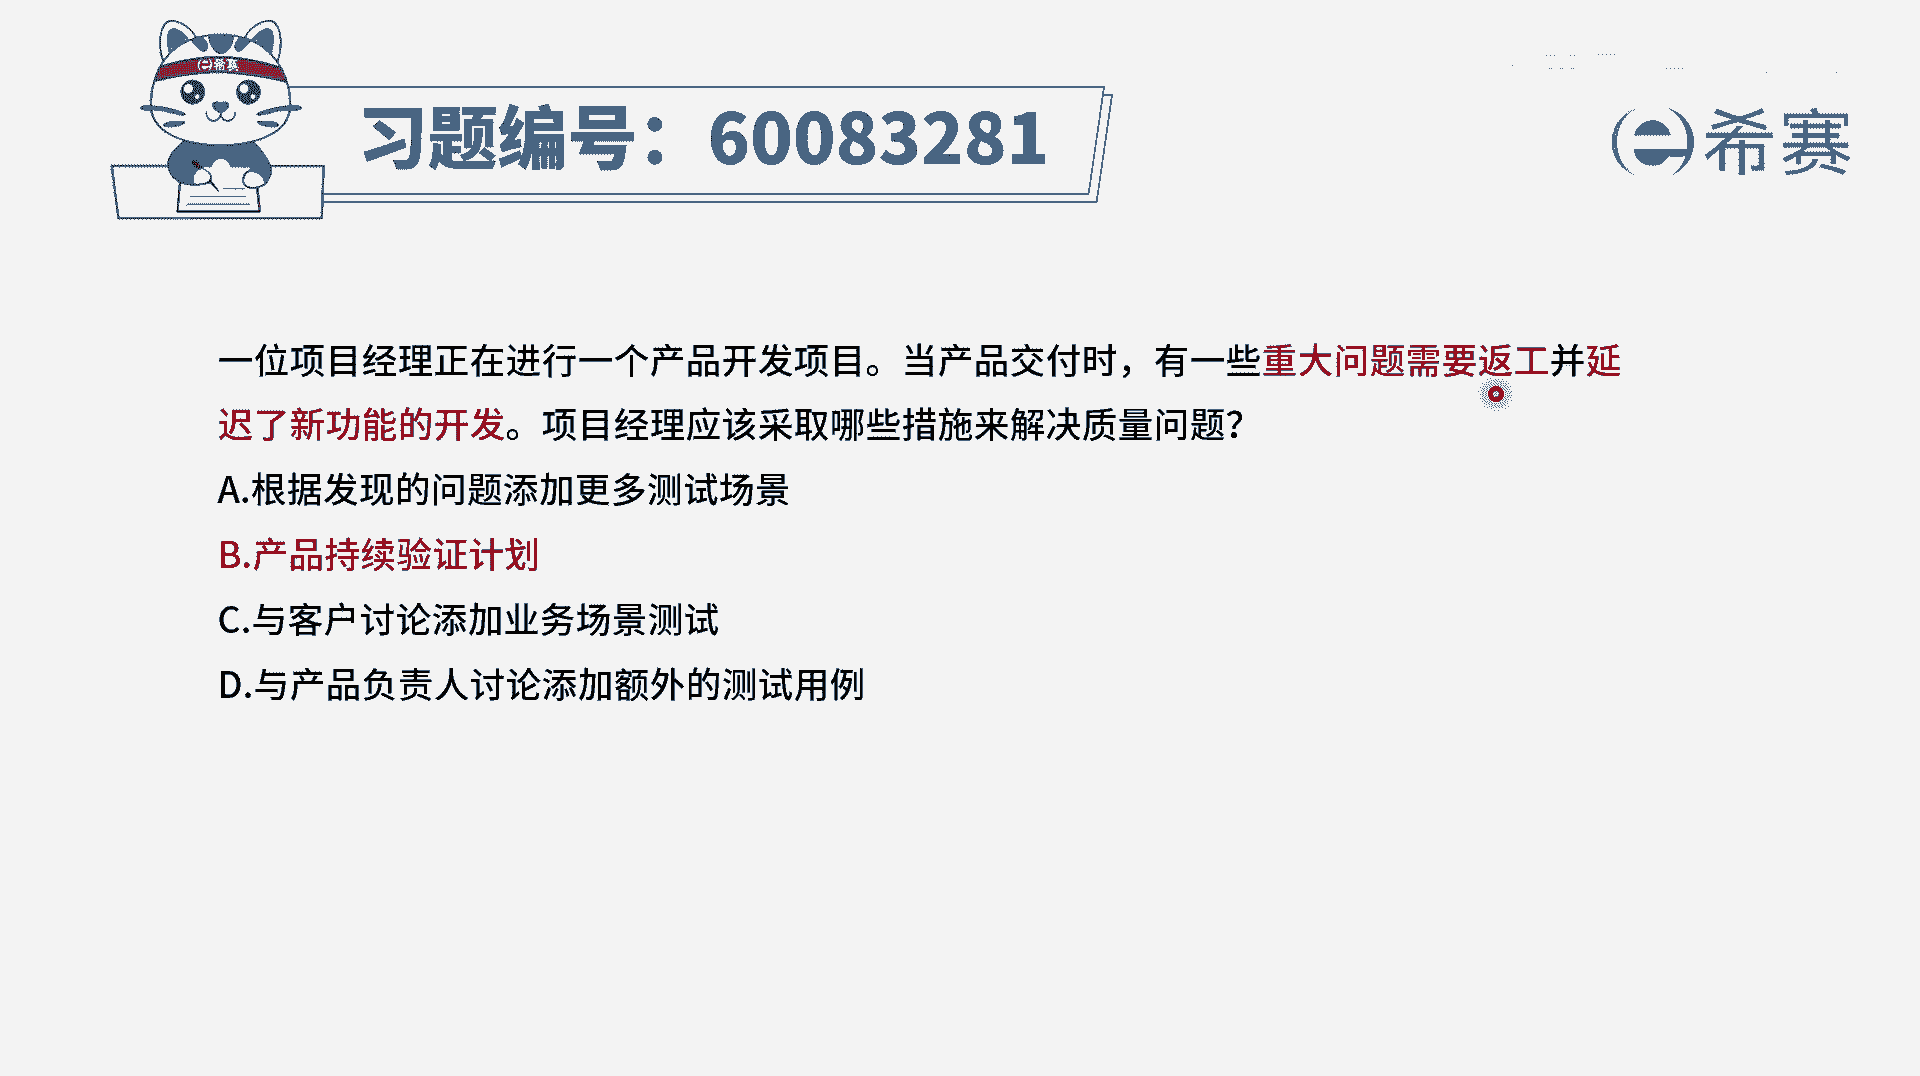 希赛
习题编号：60083281
希赛
一位项目经理正在进行一个产品开发项目。当产品交付时，有一些重大问题需要返工并延
迟了新功能的开发。项目经理应该采取哪些措施来解决质量问题？
A.根据发现的问题添加更多测试场景
B.产品持续验证计划
C.与客户讨论添加业务场景测试
D.与产品负责人讨论添加额外的测试用例